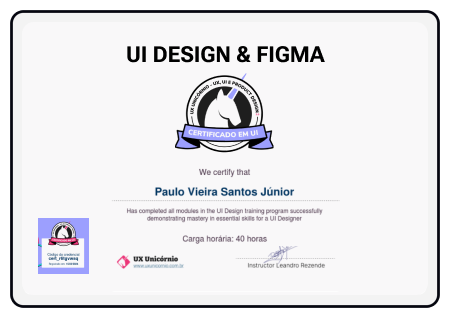 UI DESIGN & FIGMA
UX UNICÓRNIO - UX, UI E PRODUCT DESIGN
CERTIFICADO EM UI
We certify that
Paulo Vieira Santos Júnior
Has completed all modules in the UI Design training program successfully
demonstrating mastery in essential skills for a UI Designer
Carga horária: 40 horas
Código da credencial
UX Unicórnio
www.uxunicornio.com.br
Instructor Leandro Rezende